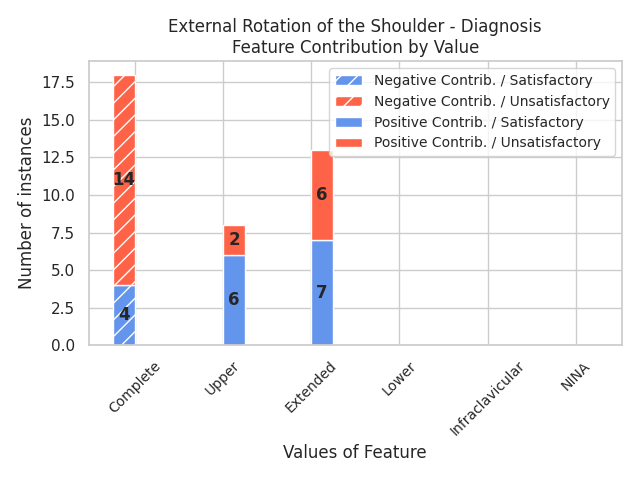 External Rotation of the Shoulder - Diagnosis
Feature Contribution by Value
Number of instances
17.5
15.0
12.5
10.0
7.5
5.0
2.5
0.0
Negative Contrib. / Satisfactory
Negative Contrib. / Unsatisfactory
Positive Contrib. / Satisfactory
Positive Contrib. / Unsatisfactory
14
4
2
6
6
7
Complete
Upper
Extended
Lower
Infraclavicular
NINA
Values of Feature